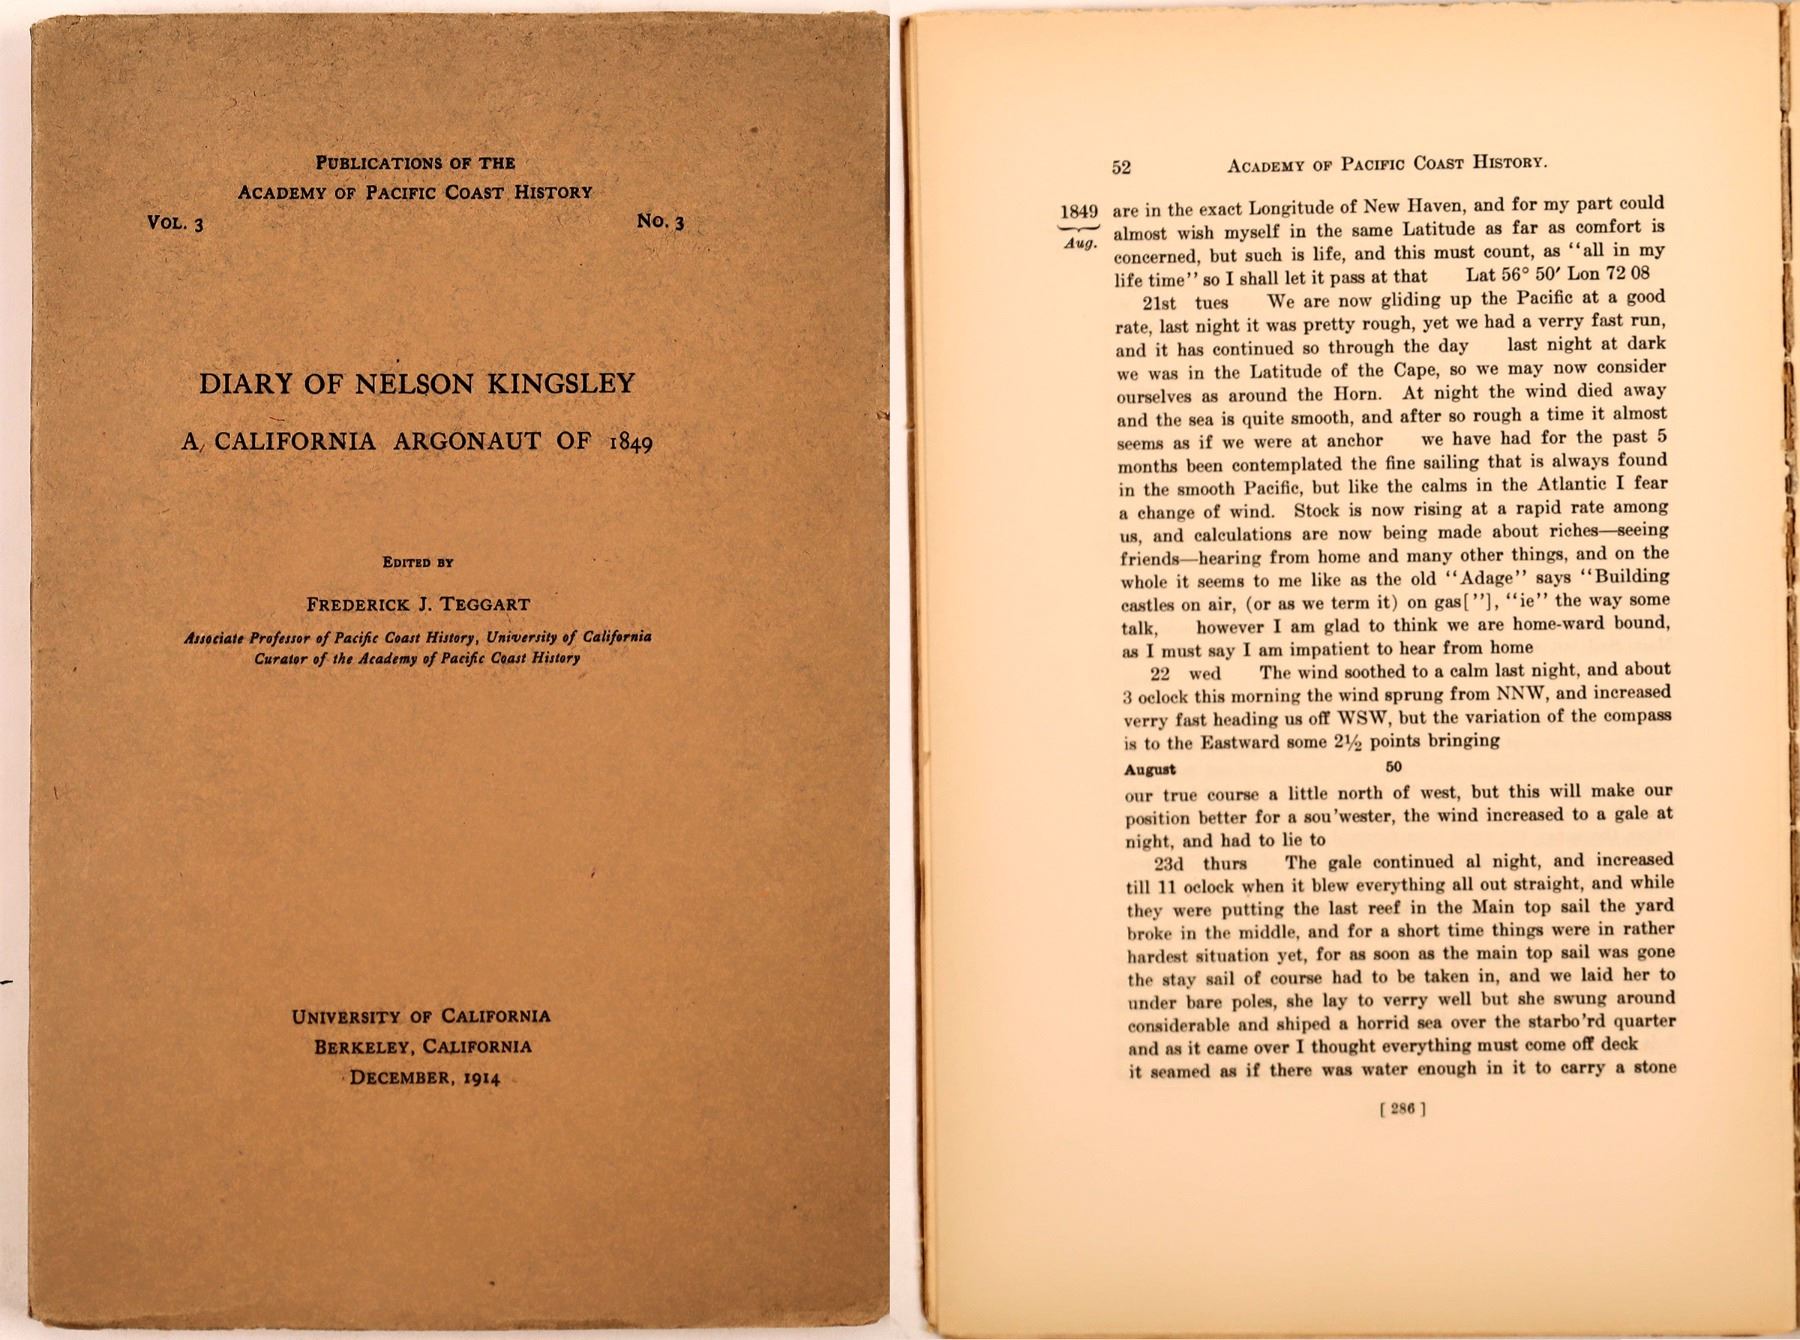 PUBLICATIONS OF THE
ACADEMY OF PACIFIC COAST HISTORY
VOL. 3 NO. 3
DIARY OF NELSON KINGSLEY
A CALIFORNIA ARGONAUT OF 1849
EDITED BY
FREDERICK J. TEGGART
Associate Professor of Pacific Coast History, University of California
Curator of the Academy of Pacific Coast History
UNIVERSITY OF CALIFORNIA
BERKELEY, CALIFORNIA
DECEMBER, 1914
52 ACADEMY OF PACIFIC COAST HISTORY.
1849
Aug.
are in the exact Longitude of New Haven, and for my part could
almost wish myself in the same Latitude as far as comfort is
concerned, but such is life, and this must count, as "all in my
life time" so I shall let it pass at that Lat 56° 50′ Lon 72 08
21st tues We are now gliding up the Pacific at a good
rate, last night it was pretty rough, yet we had a verry fast run,
and it has continued so through the day last night at dark
we was in the Latitude of the Cape, so we may now consider
ourselves as around the Horn. At night the wind died away
and the sea is quite smooth, and after so rough a time it almost
seems as if we were at anchor we have had for the past 5
months been contemplated the fine sailing that is always found
in the smooth Pacific, but like the calms in the Atlantic I fear
a change of wind. Stock is now rising at a rapid rate among
us, and calculations are now being made about riches—seeing
friends—hearing from home and many other things, and on the
whole it seems to me like as the old "Adage" says "Building
castles on air, (or as we term it) on gas["], "ie" the way some
talk, however I am glad to think we are home-ward bound,
as I must say I am impatient to hear from home
22 wed The wind soothed to a calm last night, and about
3 oclock this morning the wind sprung from NNW, and increased
verry fast heading us off WSW, but the variation of the compass
is to the Eastward some 2½ points bringing
August 50
our true course a little north of west, but this will make our
position better for a sou'wester, the wind increased to a gale at
night, and had to lie to
23d thurs The gale continued al night, and increased
till 11 oclock when it blew everything all out straight, and while
they were putting the last reef in the Main top sail the yard
broke in the middle, and for a short time things were in rather
hardest situation yet, for as soon as the main top sail was gone
the stay sail of course had to be taken in, and we laid her to
under bare poles, she lay to verry well but she swung around
considerable and shiped a horrid sea over the starbo'rd quarter
and as it came over I thought everything must come off deck
it seamed as if there was water enough in it to carry a stone
[ 286 ]